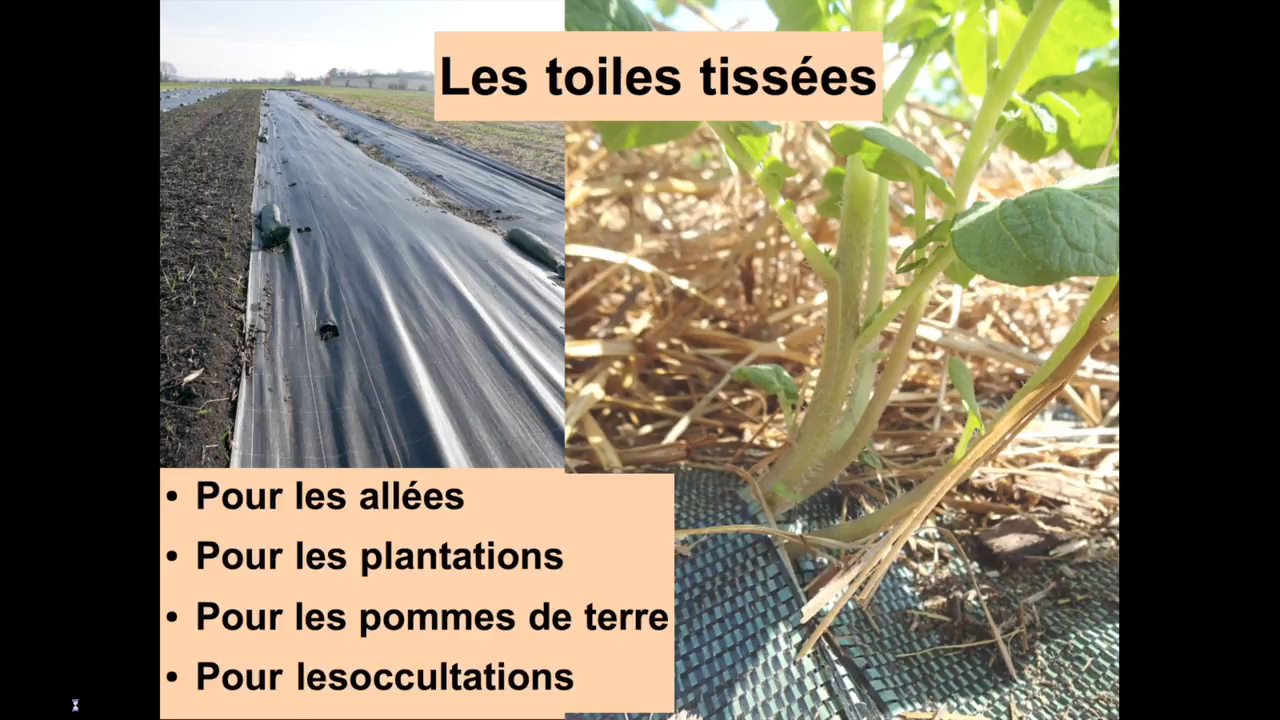 Les toiles tissées
• Pour les allées
• Pour les plantations
• Pour les pommes de terre
• Pour lesoccultations